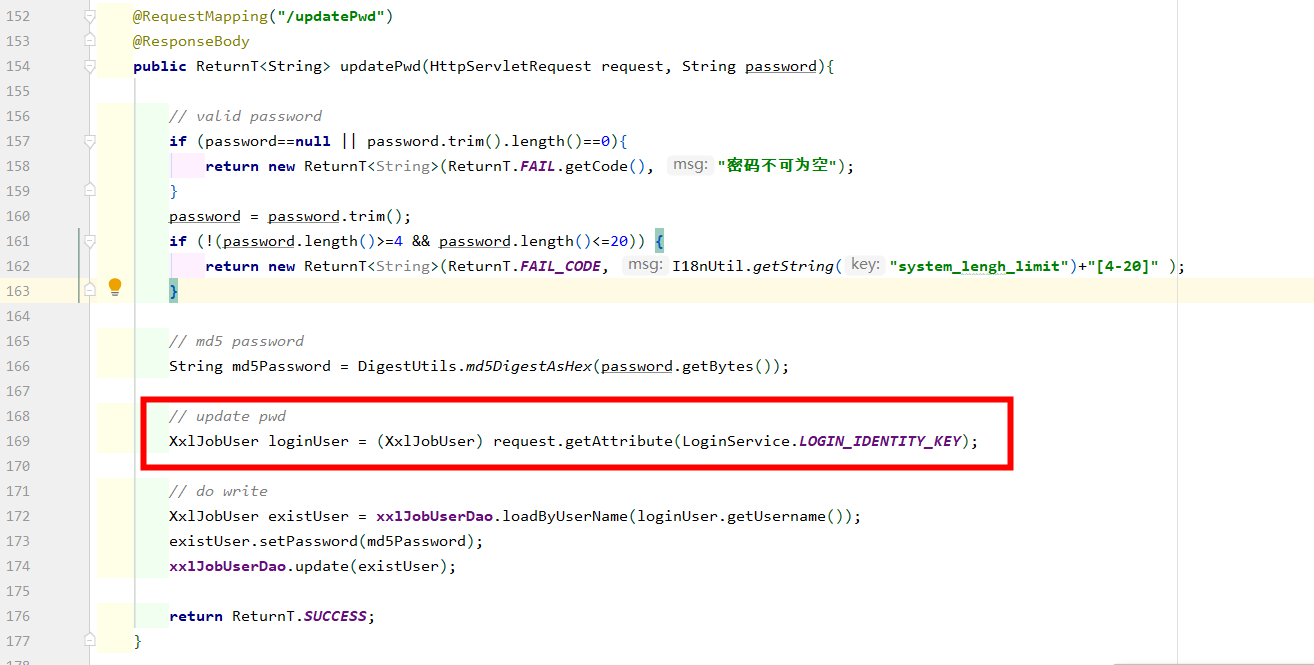 152 @RequestMapping("/updatePwd")
153 @ResponseBody
154 public ReturnT<String> updatePwd(HttpServletRequest request, String password){
155
156 // valid password
157 if (password==null || password.trim().length()==0){
158 return new ReturnT<String>(ReturnT.FAIL.getCode(), msg: "密码不可为空");
159 }
160 password = password.trim();
161 if (!(password.length()>=4 && password.length()<=20)) {
162 return new ReturnT<String>(ReturnT.FAIL_CODE, msg: I18nUtil.getString( key: "system_lengh_limit")+"[4-20]" );
163 }
164
165 // md5 password
166 String md5Password = DigestUtils.md5DigestAsHex(password.getBytes());
167
168 // update pwd
169 XxlJobUser loginUser = (XxlJobUser) request.getAttribute(LoginService.LOGIN_IDENTITY_KEY);
170
171 // do write
172 XxlJobUser existUser = xxlJobUserDao.loadByUserName(loginUser.getUsername());
173 existUser.setPassword(md5Password);
174 xxlJobUserDao.update(existUser);
175
176 return ReturnT.SUCCESS;
177 }